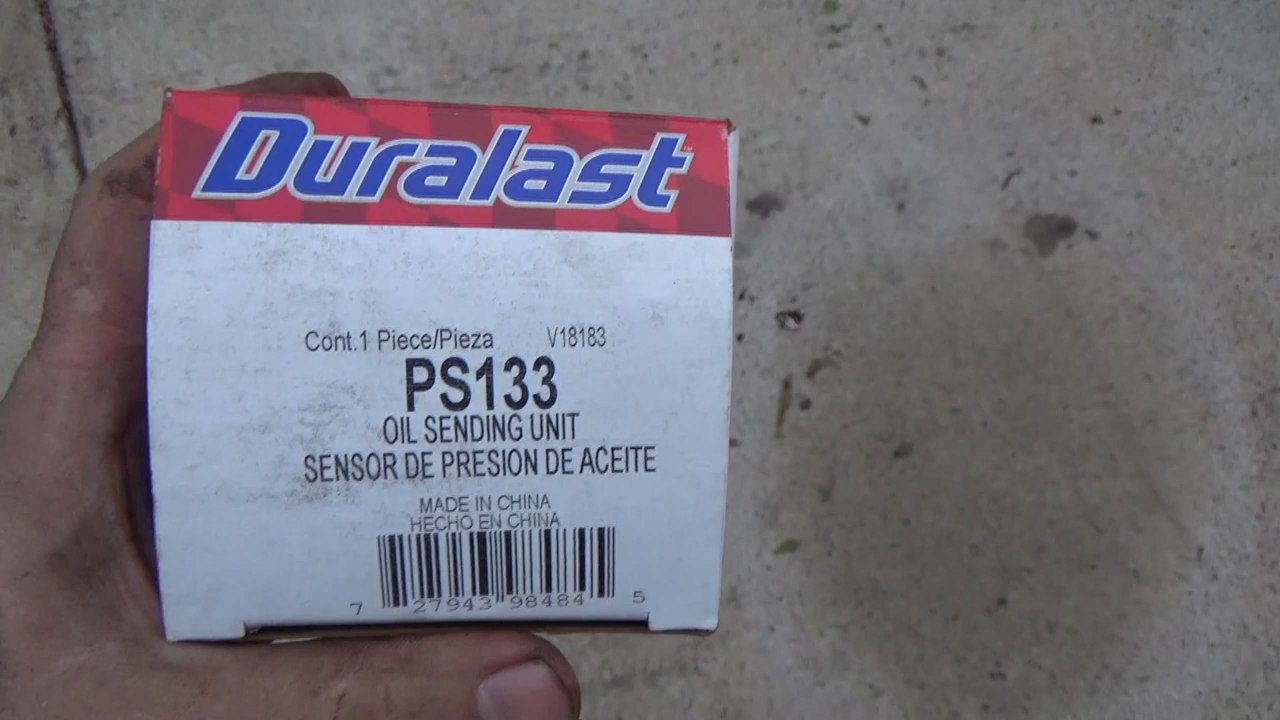 Duralast™
Cont.1 Piece/Pieza V18183
PS133
OIL SENDING UNIT
SENSOR DE PRESION DE ACEITE
MADE IN CHINA
HECHO EN CHINA
7 27943 98484 5